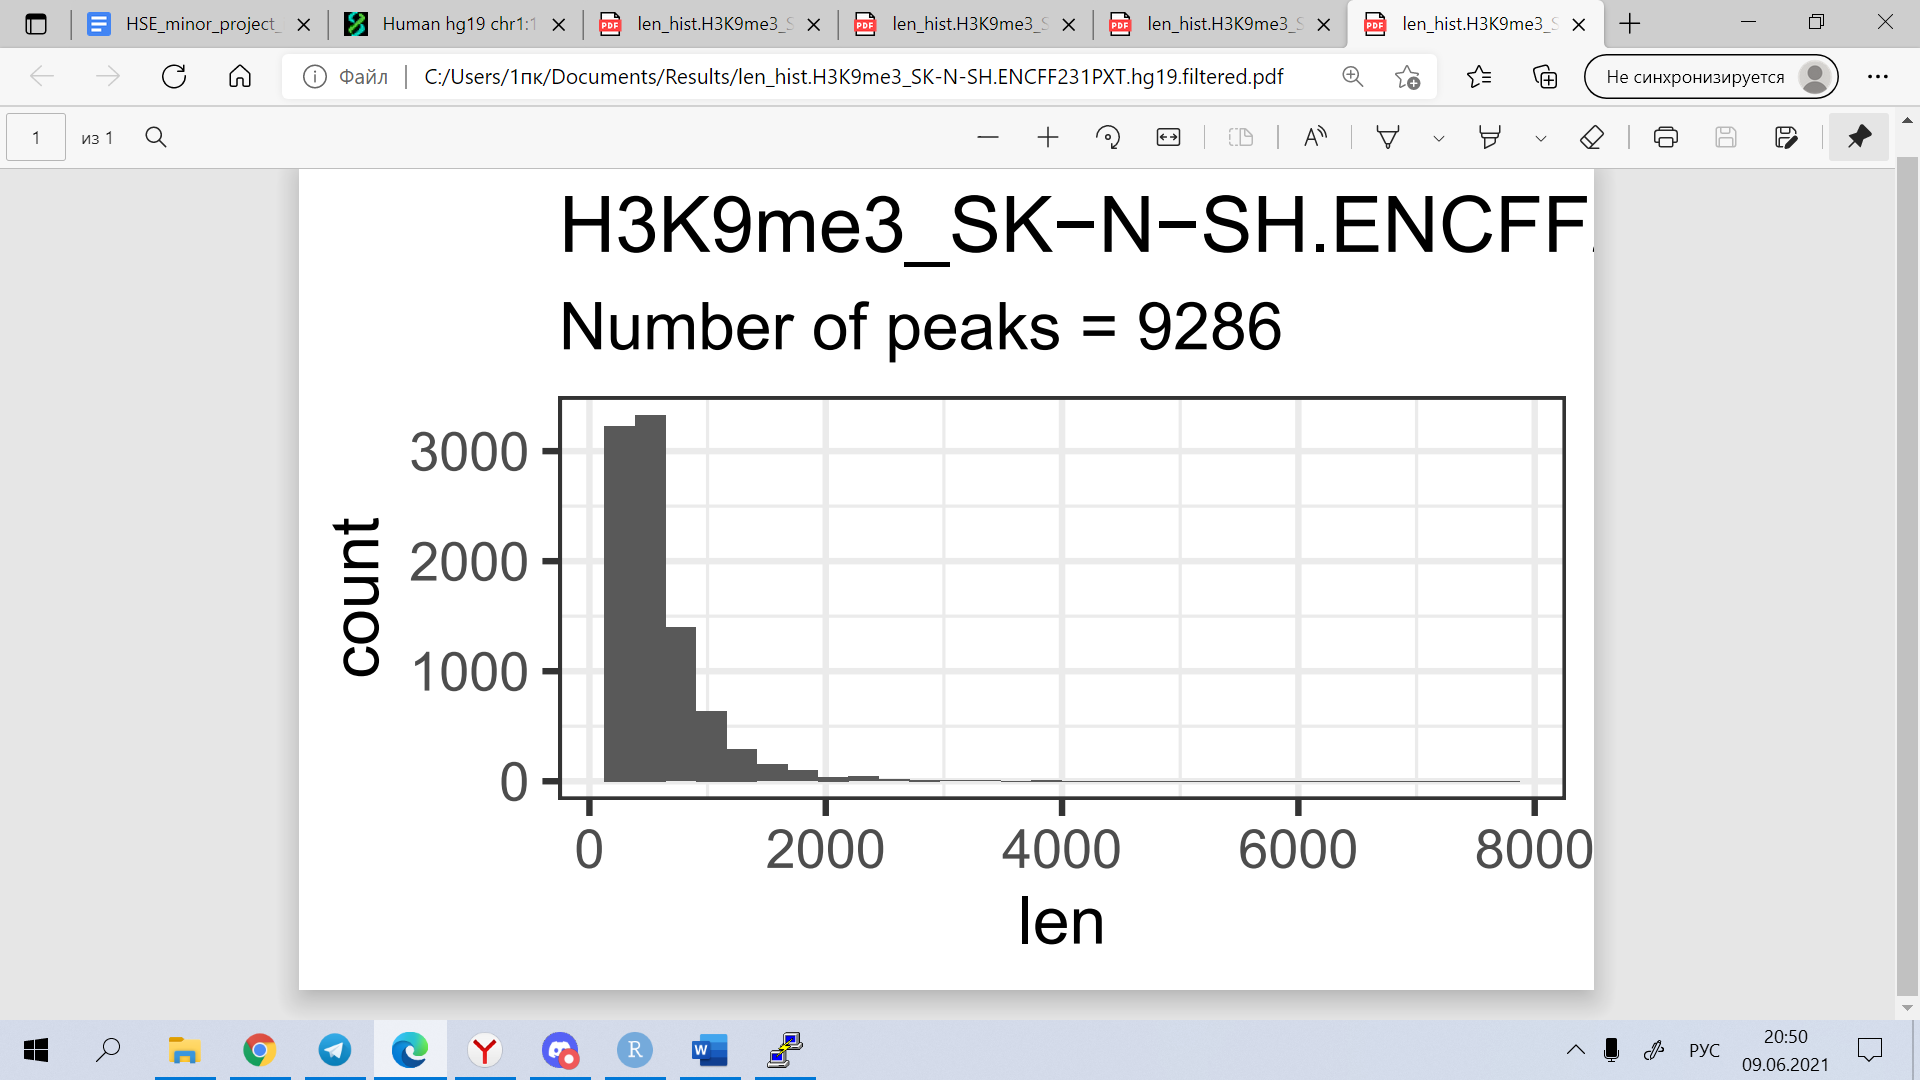 HSE_minor_project_
Human hg19 chr1:1
len_hist.H3K9me3_S
len_hist.H3K9me3_S
len_hist.H3K9me3_S
len_hist.H3K9me3_S
Файл
C:/Users/1пк/Documents/Results/len_hist.H3K9me3_SK-N-SH.ENCFF231PXT.hg19.filtered.pdf
Не синхронизируется
1 из 1
H3K9me3_SK−N−SH.ENCFF
Number of peaks = 9286
3000
2000
1000
0
count
0 2000 4000 6000 8000
len
РУС
20:50
09.06.2021